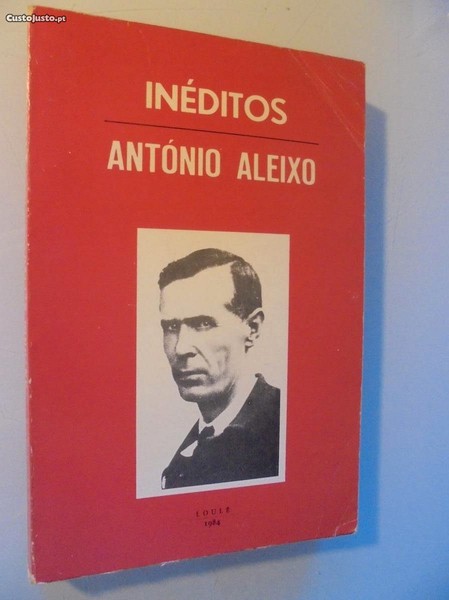 CustoJusto.pt
INÉDITOS
ANTÓNIO ALEIXO
LOULÉ
1984